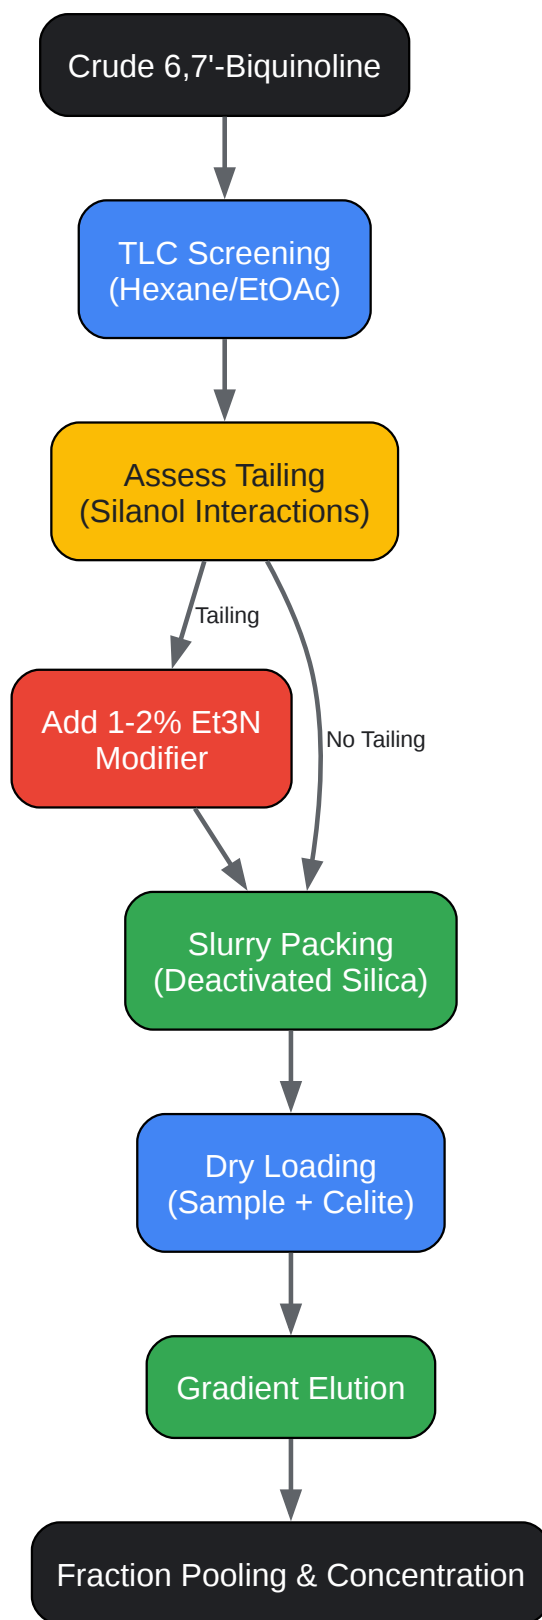 Crude 6,7'-Biquinoline
TLC Screening
(Hexane/EtOAc)
Assess Tailing
(Silanol Interactions)
Tailing
Add 1-2% Et3N
Modifier
No Tailing
Slurry Packing
(Deactivated Silica)
Dry Loading
(Sample + Celite)
Gradient Elution
Fraction Pooling & Concentration